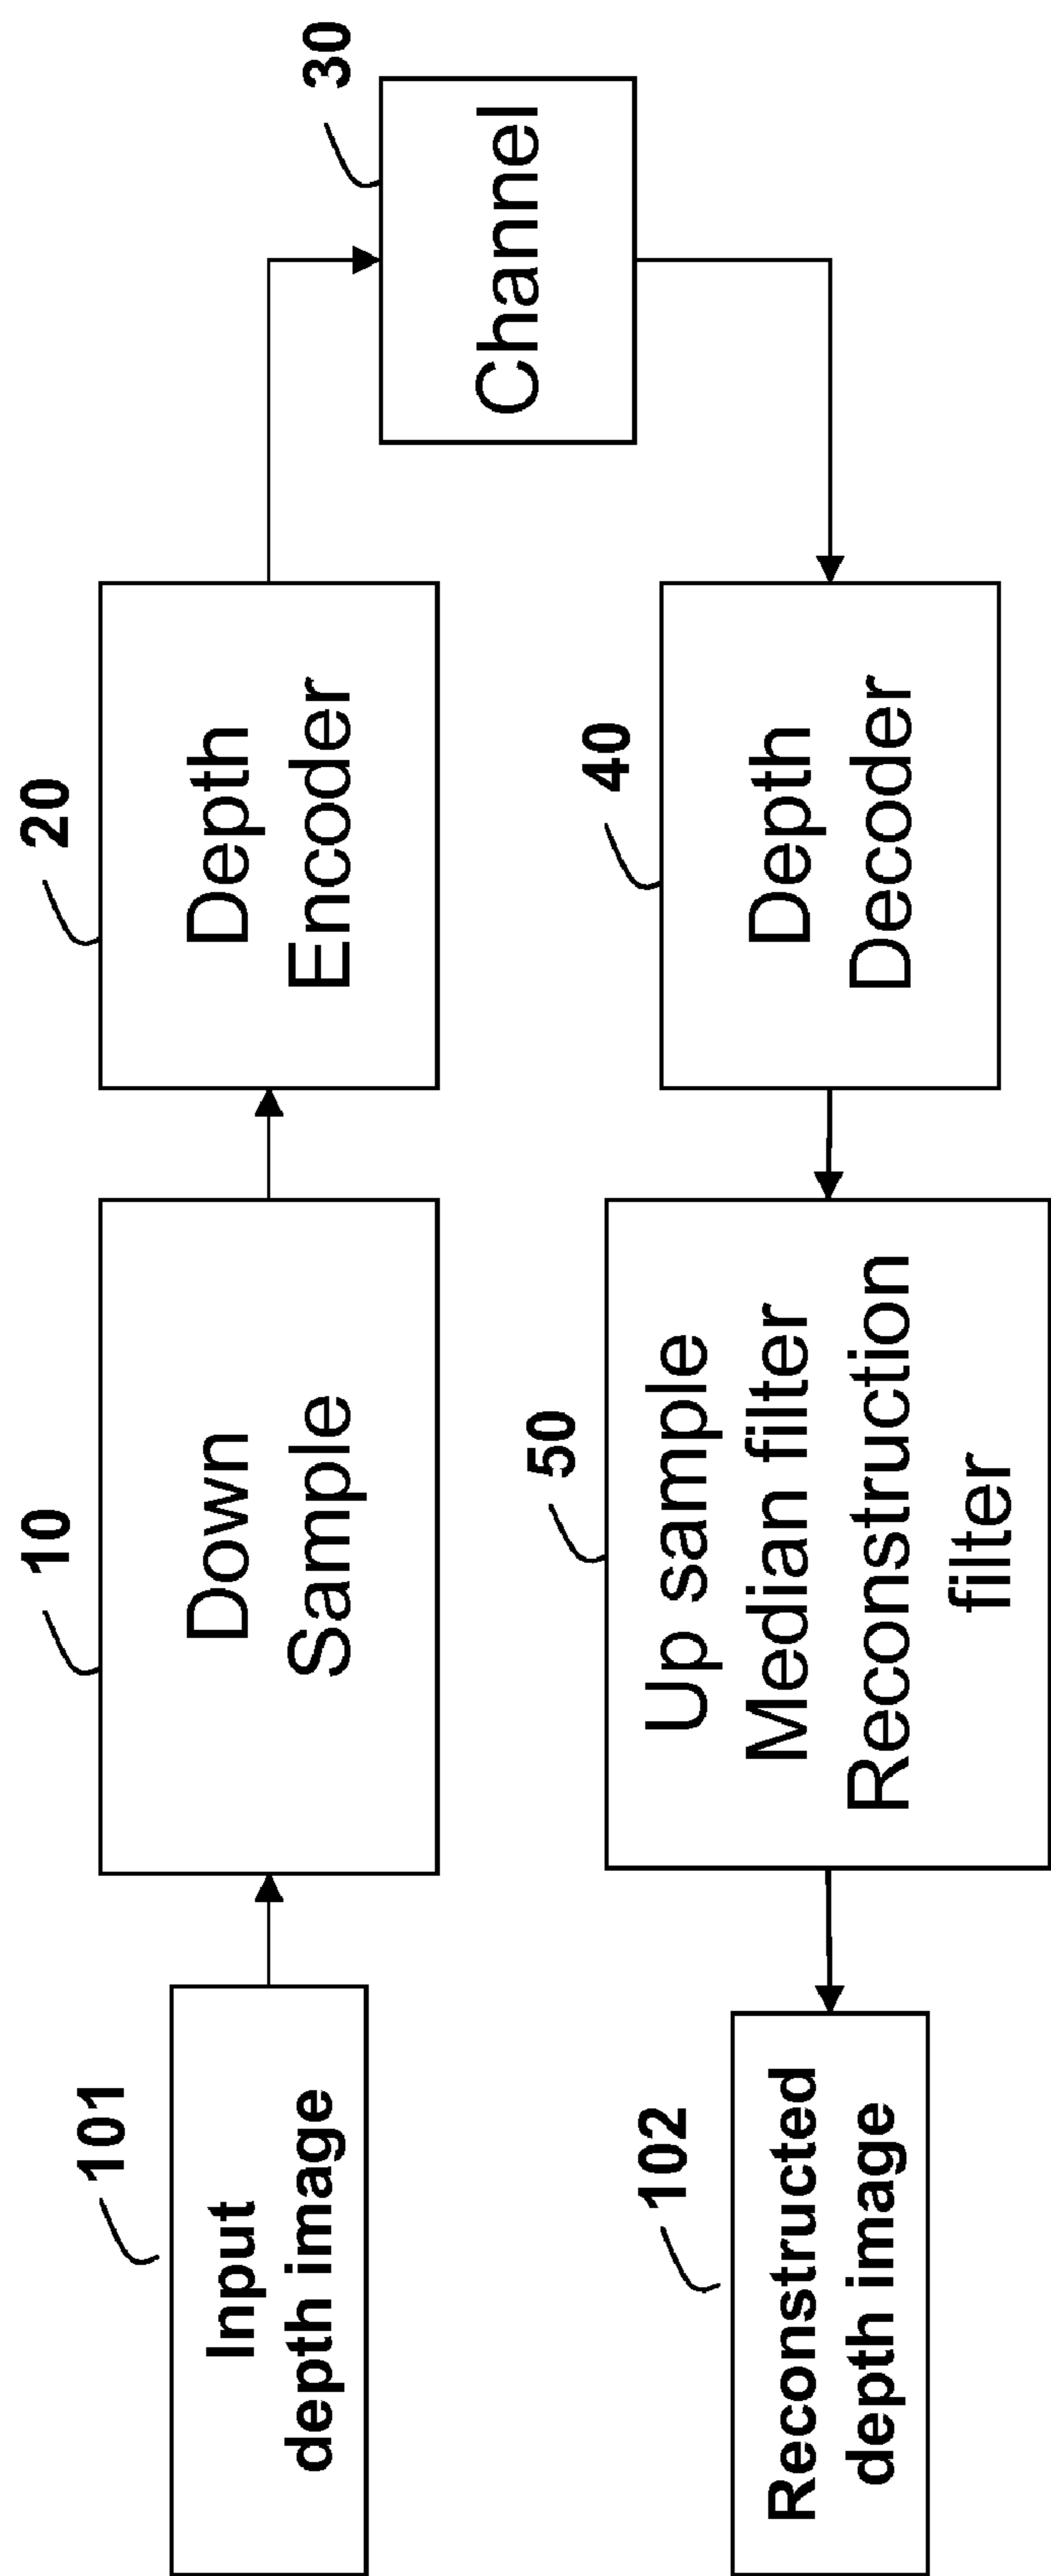 101
Input
depth image
10
Down
Sample
20
Depth
Encoder
30
Channel
40
Depth
Decoder
50
Up sample
Median filter
Reconstruction
filter
102
Reconstructed
depth image